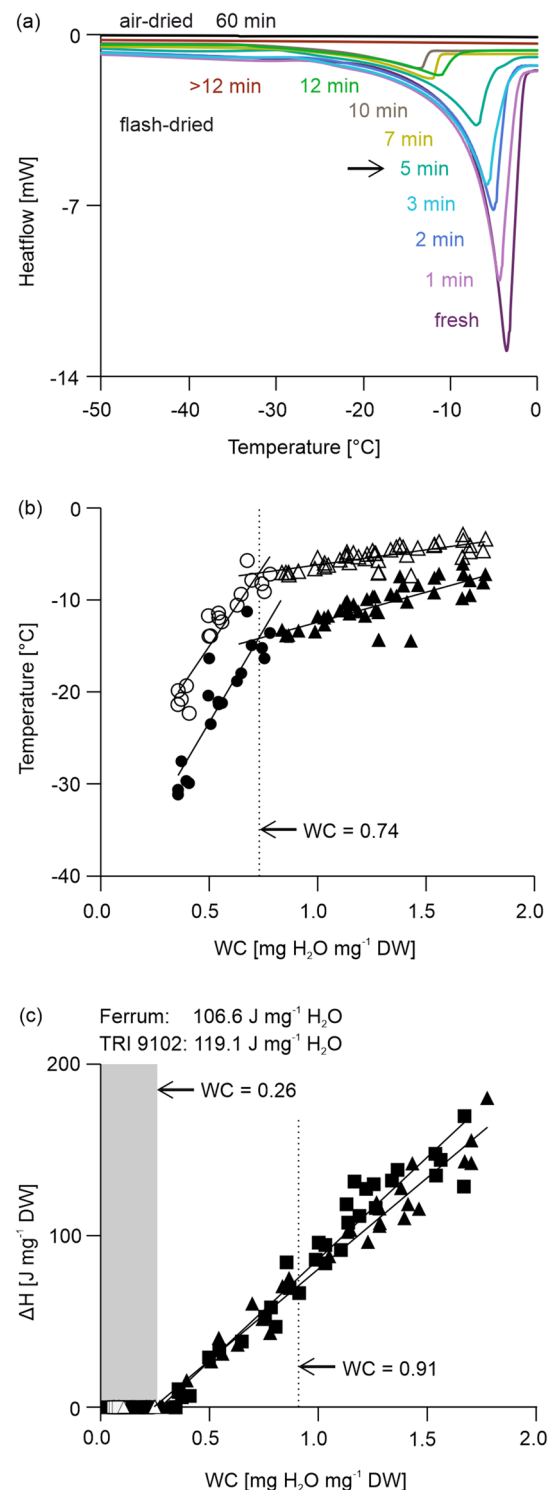 (a)
air-dried 60 min
0
>12 min 12 min
flash-dried
10 min
7 min
5 min
3 min
2 min
1 min
fresh
-7
-14
Heatflow [mW]
-50 -40 -30 -20 -10 0
Temperature [°C]
(b)
0
-10
-20
-30
-40
Temperature [°C]
WC = 0.74
0.0 0.5 1.0 1.5 2.0
WC [mg H₂O mg⁻¹ DW]
(c)
Ferrum: 106.6 J mg⁻¹ H₂O
TRI 9102: 119.1 J mg⁻¹ H₂O
200
WC = 0.26
100
ΔH [J mg⁻¹ DW]
WC = 0.91
0
0.0 0.5 1.0 1.5 2.0
WC [mg H₂O mg⁻¹ DW]